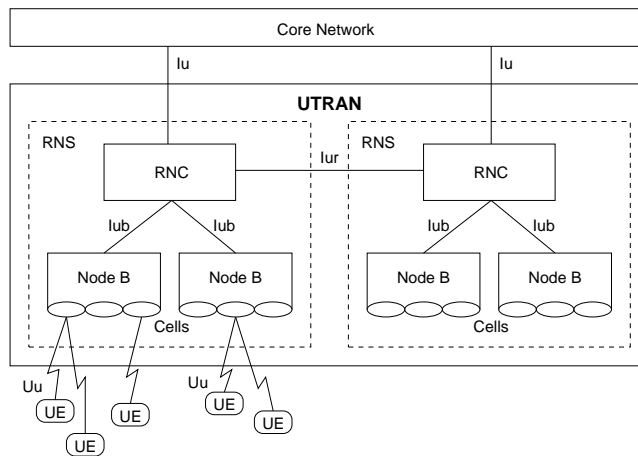 Core Network
Iu
Iu
UTRAN
RNS
RNS
Iur
RNC
RNC
Iub
Iub
Iub
Iub
Node B
Node B
Node B
Node B
Cells
Cells
Uu
Uu
UE
UE
UE
UE
UE